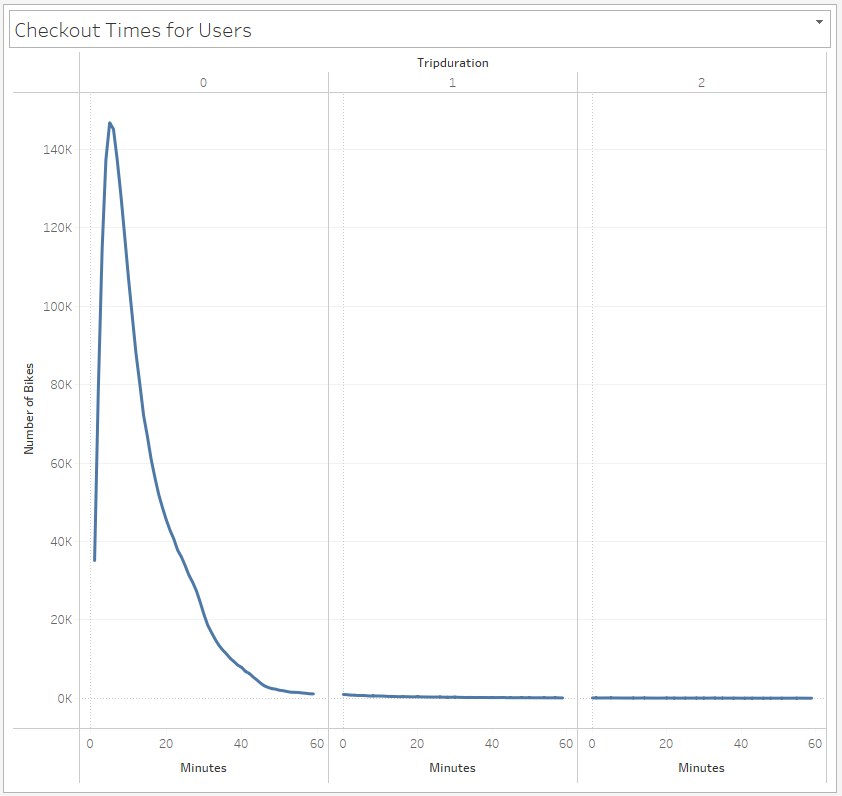 Checkout Times for Users
Tripduration
0 1 2
140K
120K
100K
80K
60K
40K
20K
0K
Number of Bikes
0 20 40 60 0 20 40 60 0 20 40 60
Minutes Minutes Minutes